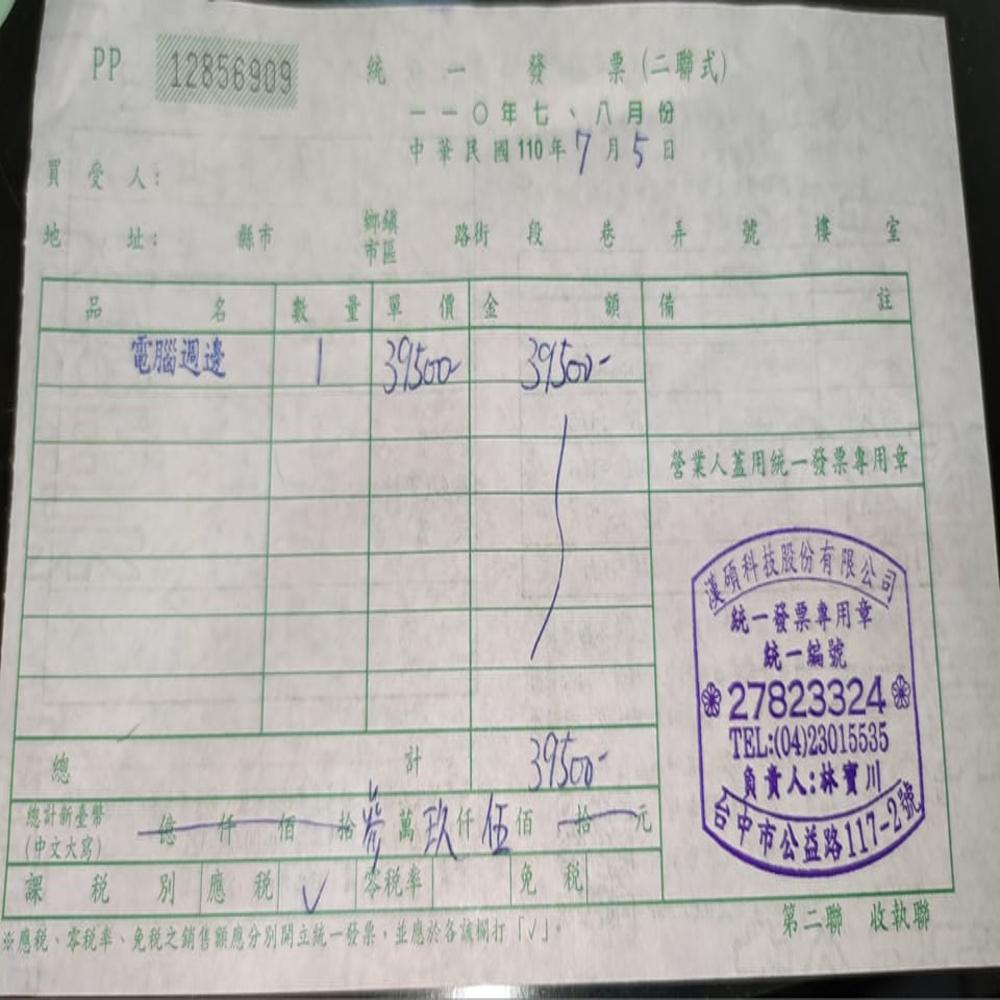 PP 12856909 統一發票(二聯式)
一一○年七、八月份
中華民國110年7月5日
買受人:
地址: 縣市 鄉鎮市區 路街 段 巷 弄 號 樓 室
品名 數量 單價 金額 備註
電腦週邊 1 39500- 39500-
營業人蓋用統一發票專用章
漢碩科技股份有限公司
統一發票專用章
統一編號
27823324
TEL:(04)23015535
負責人:林寶川
台中市公益路117-2號
總計 39500-
總計新臺幣(中文大寫) 億仟佰拾參萬玖仟伍佰拾元
課稅別 應稅 ✓ 零稅率 免稅
※應稅、零稅率、免稅之銷售額應分別開立統一發票,並應於各該欄打「✓」。
第二聯 收執聯